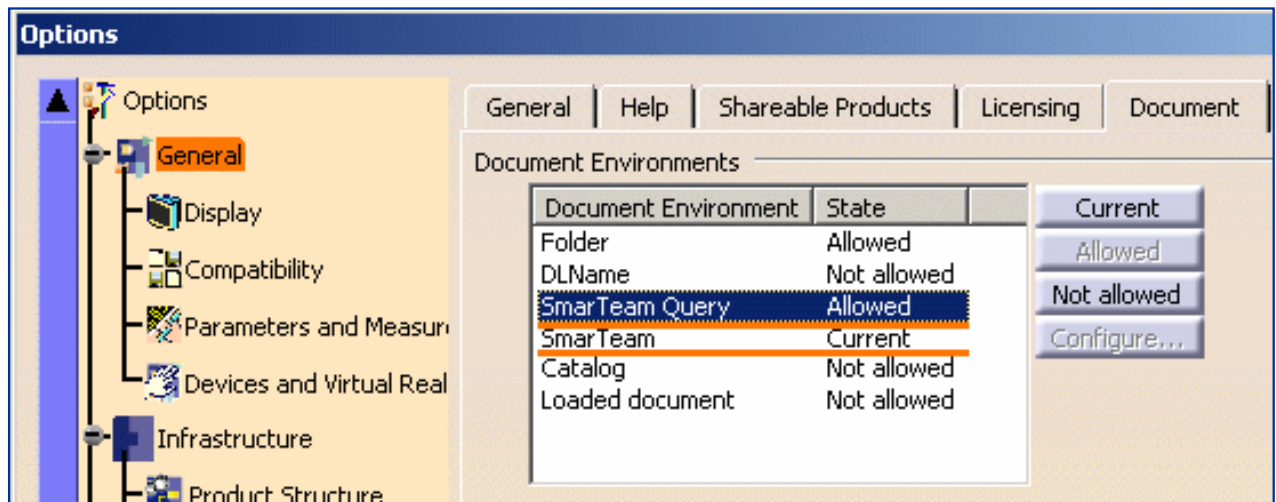 Options
Options
General
Display
Compatibility
Parameters and Measur
Devices and Virtual Real
Infrastructure
Product Structure
General Help Shareable Products Licensing Document
Document Environments
Document Environment State
Folder Allowed
DLName Not allowed
SmarTeam Query Allowed
SmarTeam Current
Catalog Not allowed
Loaded document Not allowed
Current
Allowed
Not allowed
Configure...